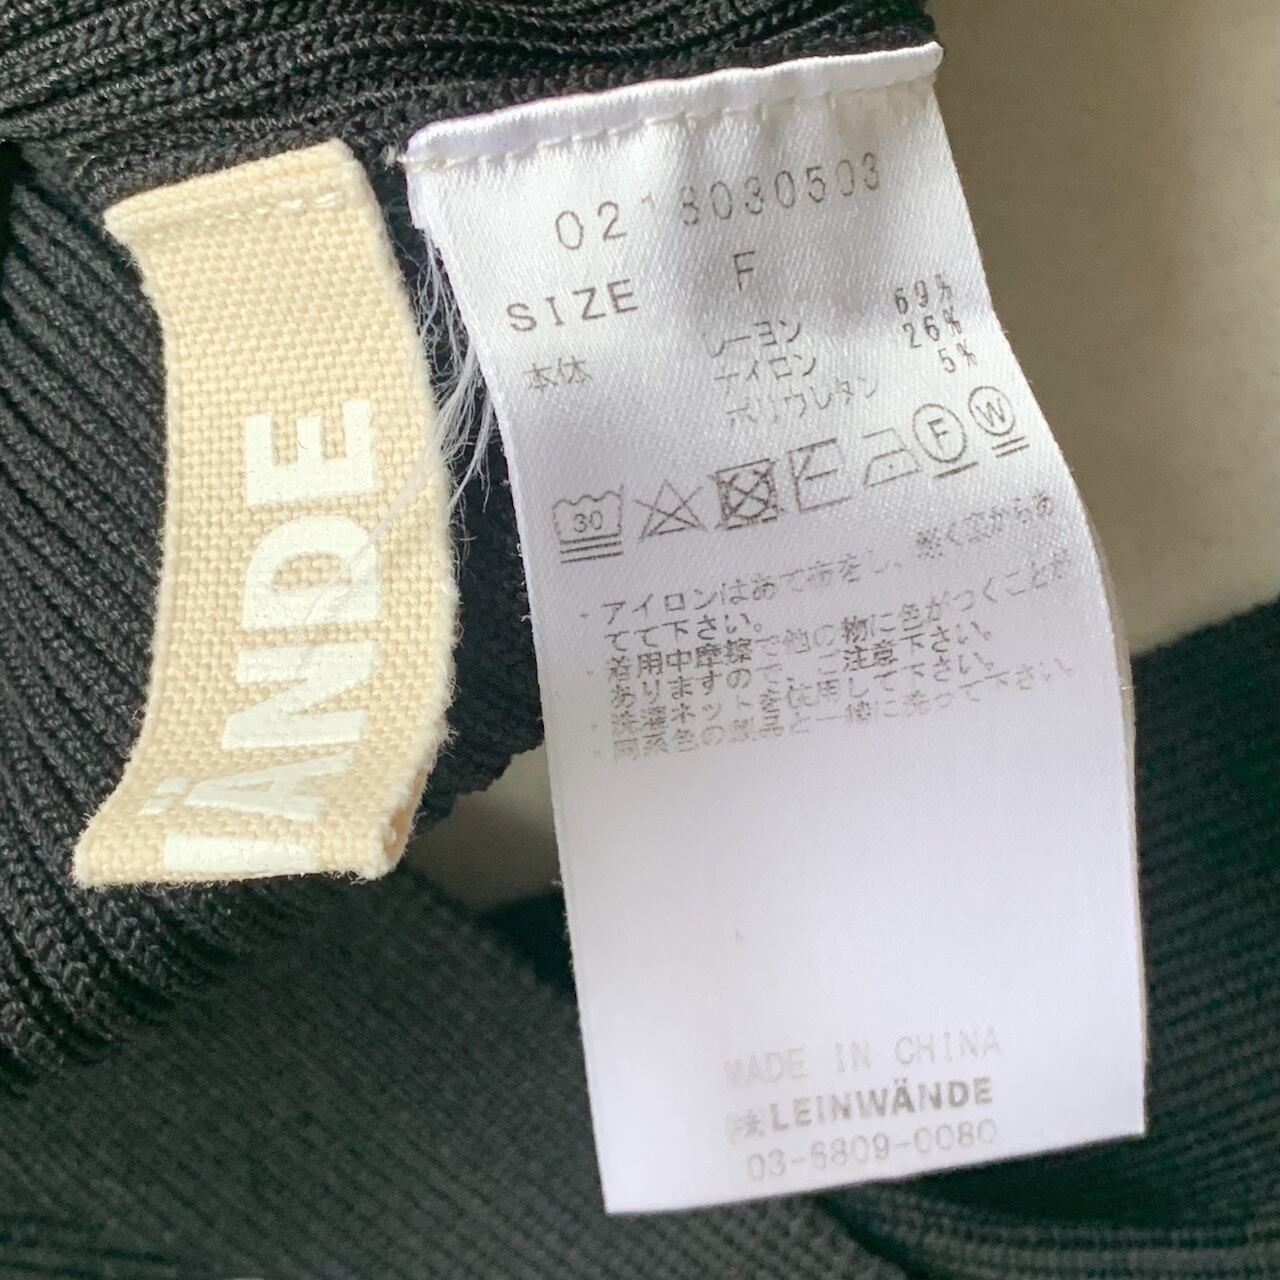 ÄNDE
0218030503
SIZE F
本体 レーヨン 69%
ナイロン 26%
ポリウレタン 5%
30 F W
・アイロンはあて布をし、軽く空からあ
てて下さい。
・着用中摩擦で他の物に色がつくことが
ありますので、ご注意下さい。
・洗濯ネットを使用して下さい。
・同系色の製品と一緒に洗って下さい。
MADE IN CHINA
㈱LEINWÄNDE
03-6809-0080